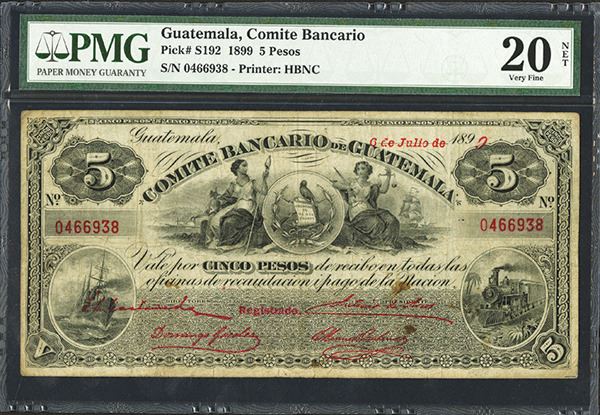 PMG
PAPER MONEY GUARANTY
Guatemala, Comite Bancario
Pick# S192 1899 5 Pesos
S/N 0466938 - Printer: HBNC
20 NET
Very Fine
Guatemala, 6 de Julio de 1899
COMITE BANCARIO DE GUATEMALA
5 5
Nº Nº
0466938 0466938
Vale por CINCO PESOS de recibo en todas las
oficinas de recaudacion i pago de la Nacion.
Registrado.
5 5